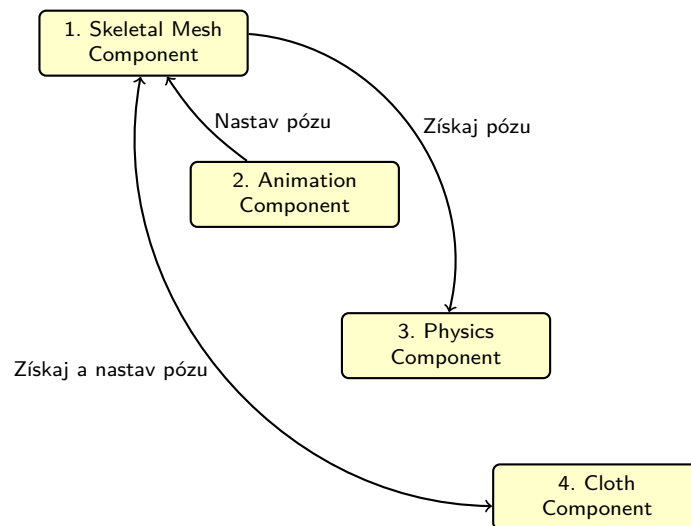 1. Skeletal Mesh
Component
Nastav pózu
Získaj pózu
2. Animation
Component
3. Physics
Component
Získaj a nastav pózu
4. Cloth
Component